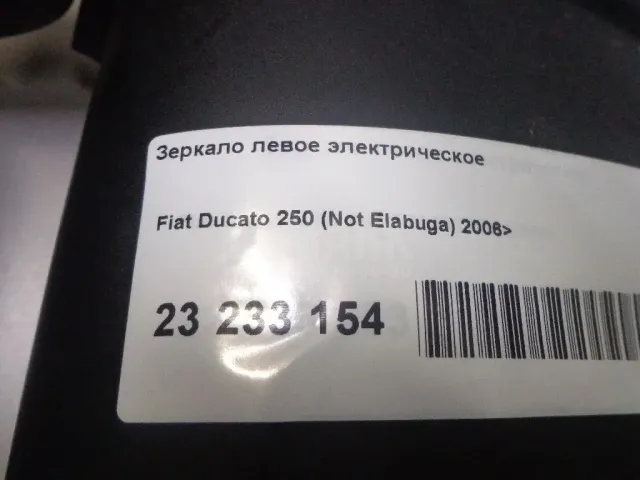 Зеркало левое электрическое
Fiat Ducato 250 (Not Elabuga) 2006>
23 233 154